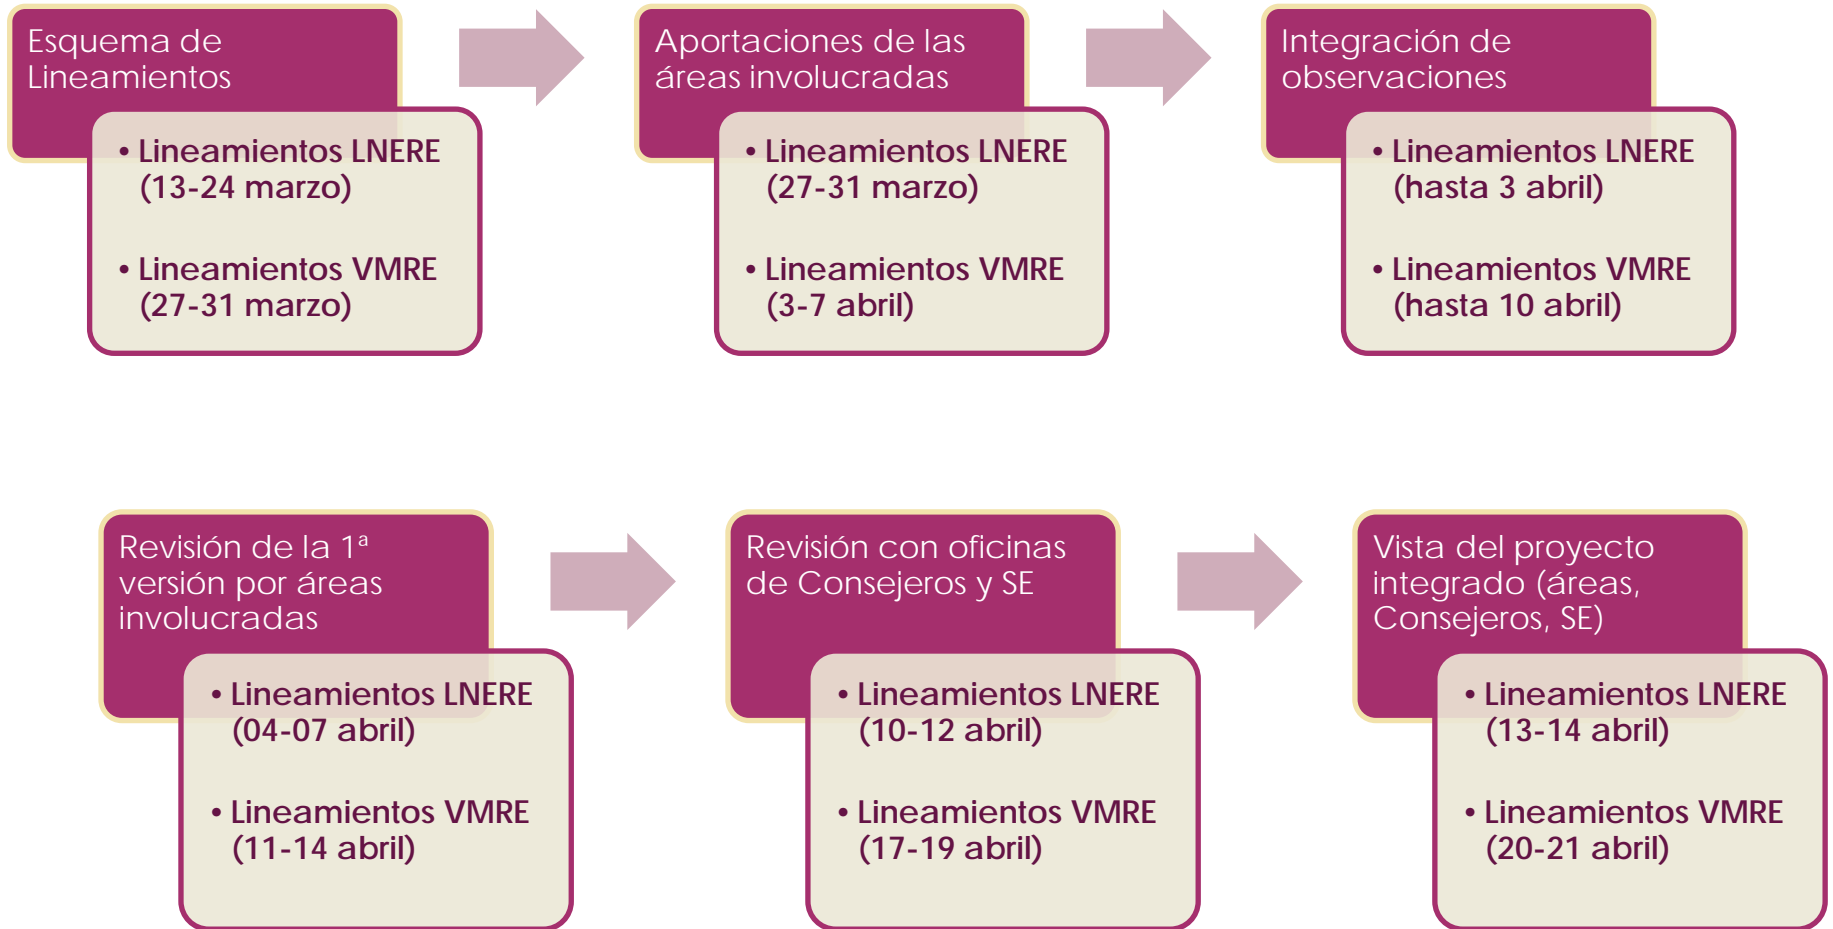 Esquema de
Lineamientos
• Lineamientos LNERE
(13-24 marzo)
• Lineamientos VMRE
(27-31 marzo)
Aportaciones de las
áreas involucradas
• Lineamientos LNERE
(27-31 marzo)
• Lineamientos VMRE
(3-7 abril)
Integración de
observaciones
• Lineamientos LNERE
(hasta 3 abril)
• Lineamientos VMRE
(hasta 10 abril)
Revisión de la 1ª
versión por áreas
involucradas
• Lineamientos LNERE
(04-07 abril)
• Lineamientos VMRE
(11-14 abril)
Revisión con oficinas
de Consejeros y SE
• Lineamientos LNERE
(10-12 abril)
• Lineamientos VMRE
(17-19 abril)
Vista del proyecto
integrado (áreas,
Consejeros, SE)
• Lineamientos LNERE
(13-14 abril)
• Lineamientos VMRE
(20-21 abril)